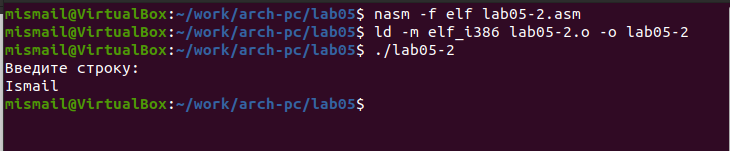 mismail@VirtualBox:~/work/arch-pc/lab05$ nasm -f elf lab05-2.asm
mismail@VirtualBox:~/work/arch-pc/lab05$ ld -m elf_i386 lab05-2.o -o lab05-2
mismail@VirtualBox:~/work/arch-pc/lab05$ ./lab05-2
Введите строку:
Ismail
mismail@VirtualBox:~/work/arch-pc/lab05$